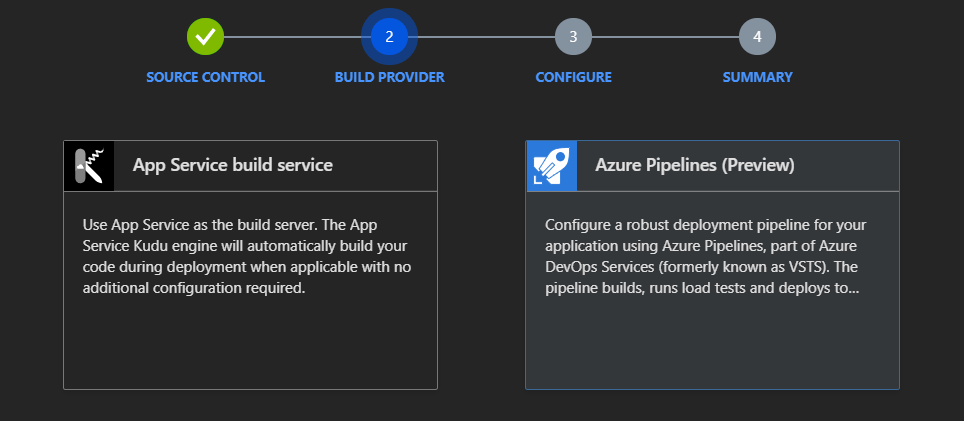 2
3
4
SOURCE CONTROL
BUILD PROVIDER
CONFIGURE
SUMMARY
App Service build service
Use App Service as the build server. The App
Service Kudu engine will automatically build your
code during deployment when applicable with no
additional configuration required.
Azure Pipelines (Preview)
Configure a robust deployment pipeline for your
application using Azure Pipelines, part of Azure
DevOps Services (formerly known as VSTS). The
pipeline builds, runs load tests and deploys to...